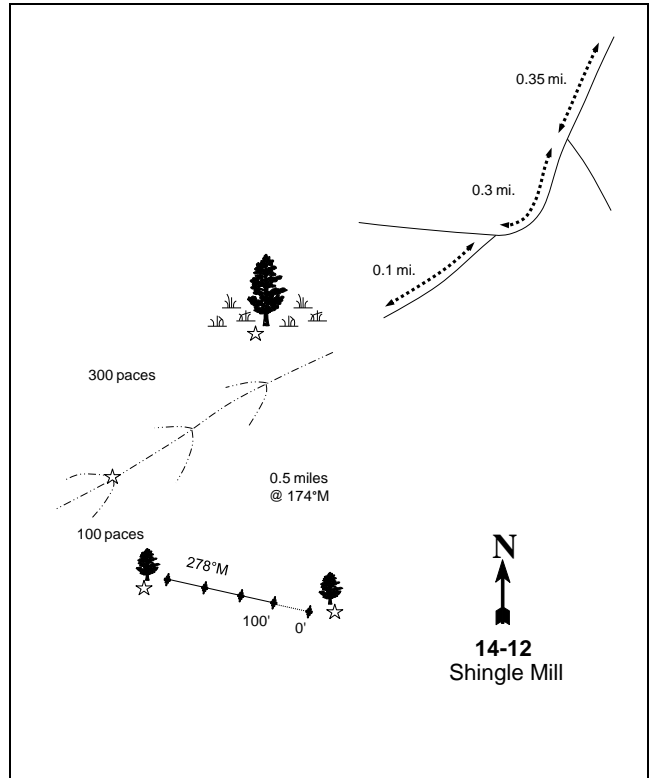 0.35 mi.
0.3 mi.
0.1 mi.
300 paces
0.5 miles
@ 174°M
100 paces
278°M
100'
0'
N
14-12
Shingle Mill